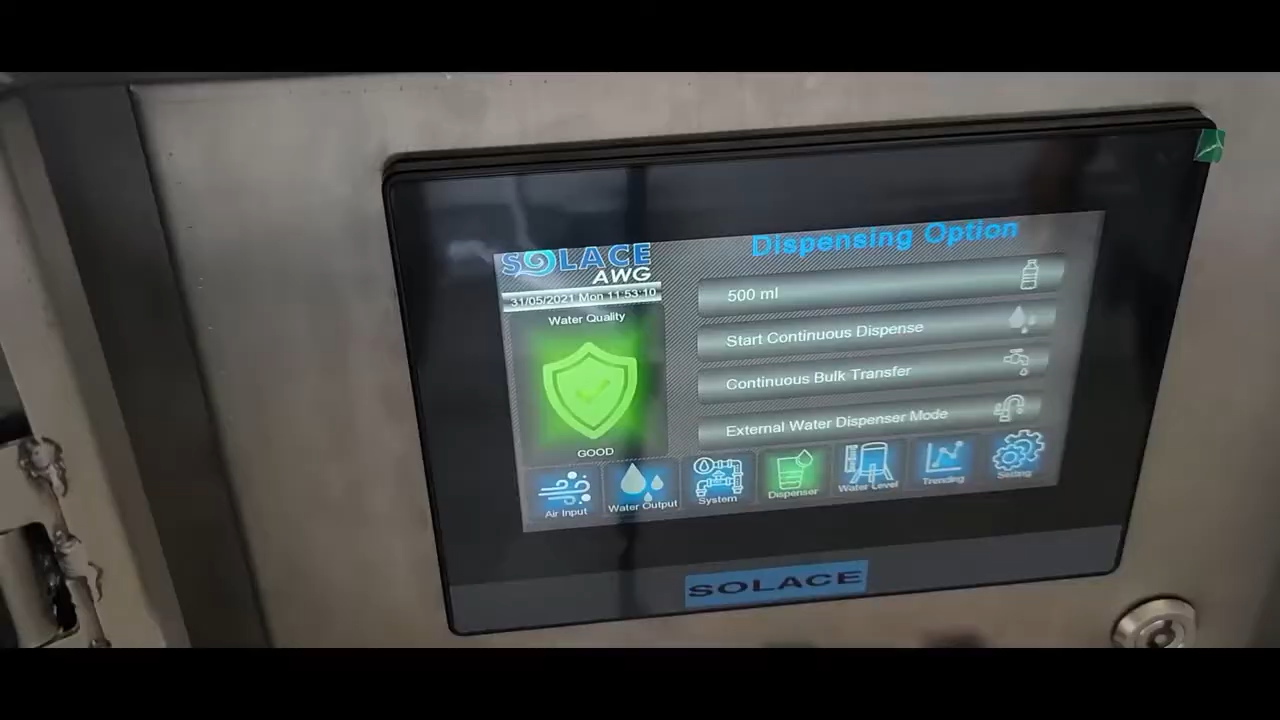 SOLACE
AWG
31/05/2021 Mon 11:53:10
Water Quality
GOOD
Dispensing Option
500 ml
Start Continuous Dispense
Continuous Bulk Transfer
External Water Dispenser Mode
Air Input
Water Output
System
Dispenser
Water Level
Trending
Setting
SOLACE